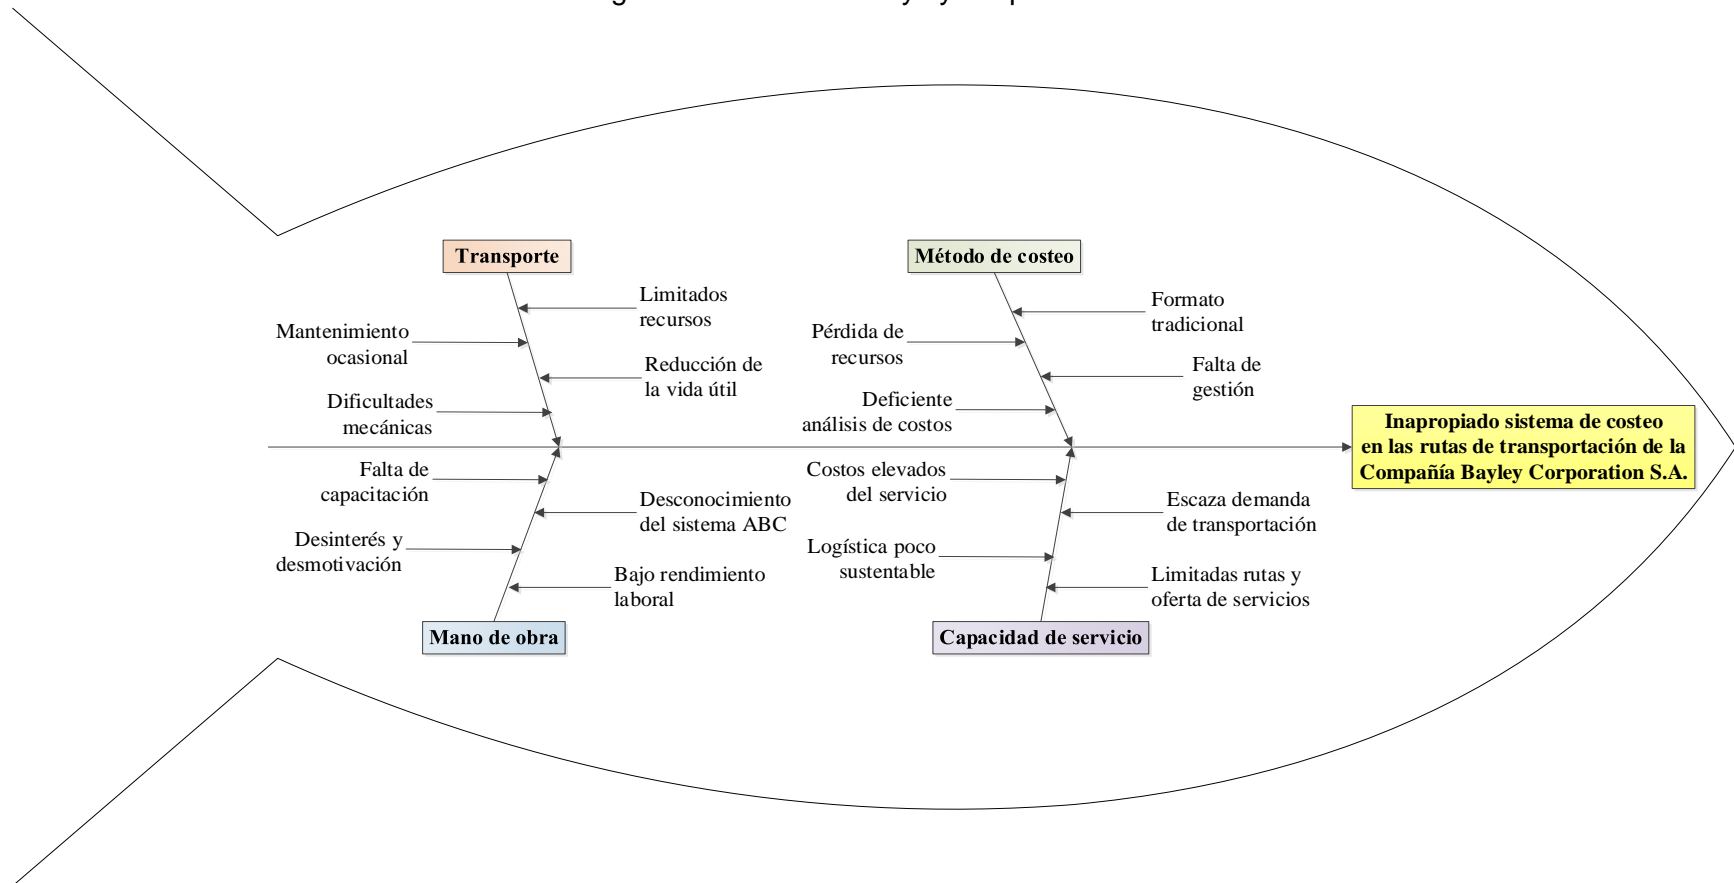 Transporte
Limitados
recursos
Mantenimiento
ocasional
Reducción de
la vida útil
Dificultades
mecánicas
Método de costeo
Formato
tradicional
Pérdida de
recursos
Falta de
gestión
Deficiente
análisis de costos
Inapropiado sistema de costeo
en las rutas de transportación de la
Compañía Bayley Corporation S.A.
Falta de
capacitación
Desconocimiento
del sistema ABC
Desinterés y
desmotivación
Bajo rendimiento
laboral
Mano de obra
Costos elevados
del servicio
Escaza demanda
de transportación
Logística poco
sustentable
Limitadas rutas y
oferta de servicios
Capacidad de servicio